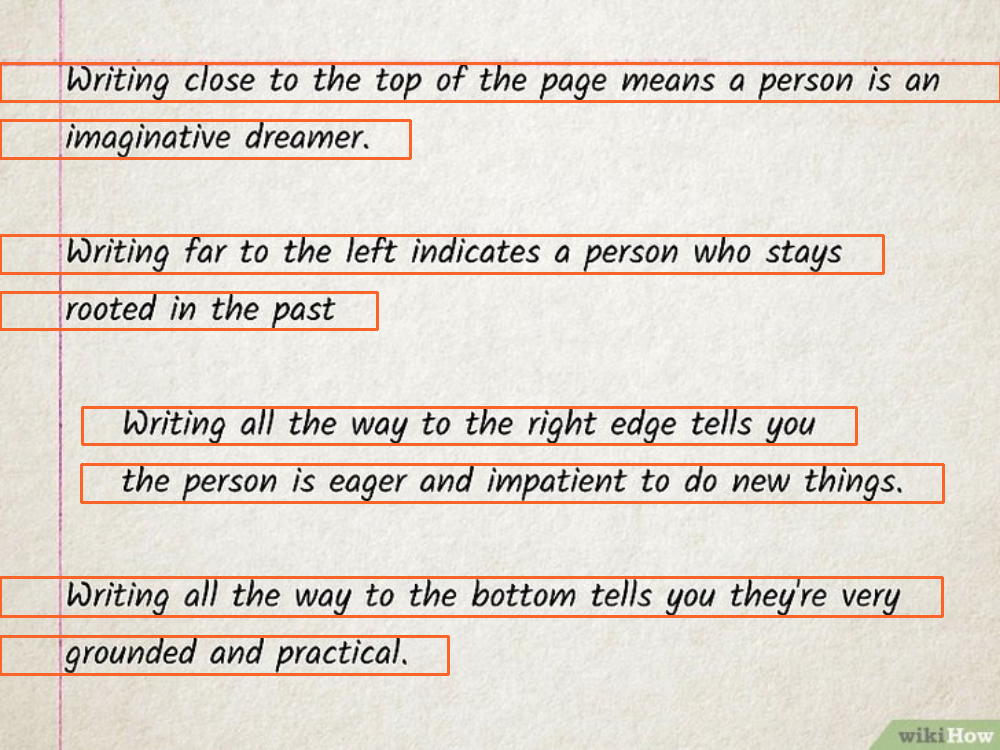 Writing close to the top of the page means a person is an
imaginative dreamer.
Writing far to the left indicates a person who stays
rooted in the past
Writing all the way to the right edge tells you
the person is eager and impatient to do new things.
Writing all the way to the bottom tells you they're very
grounded and practical.
wikiHow